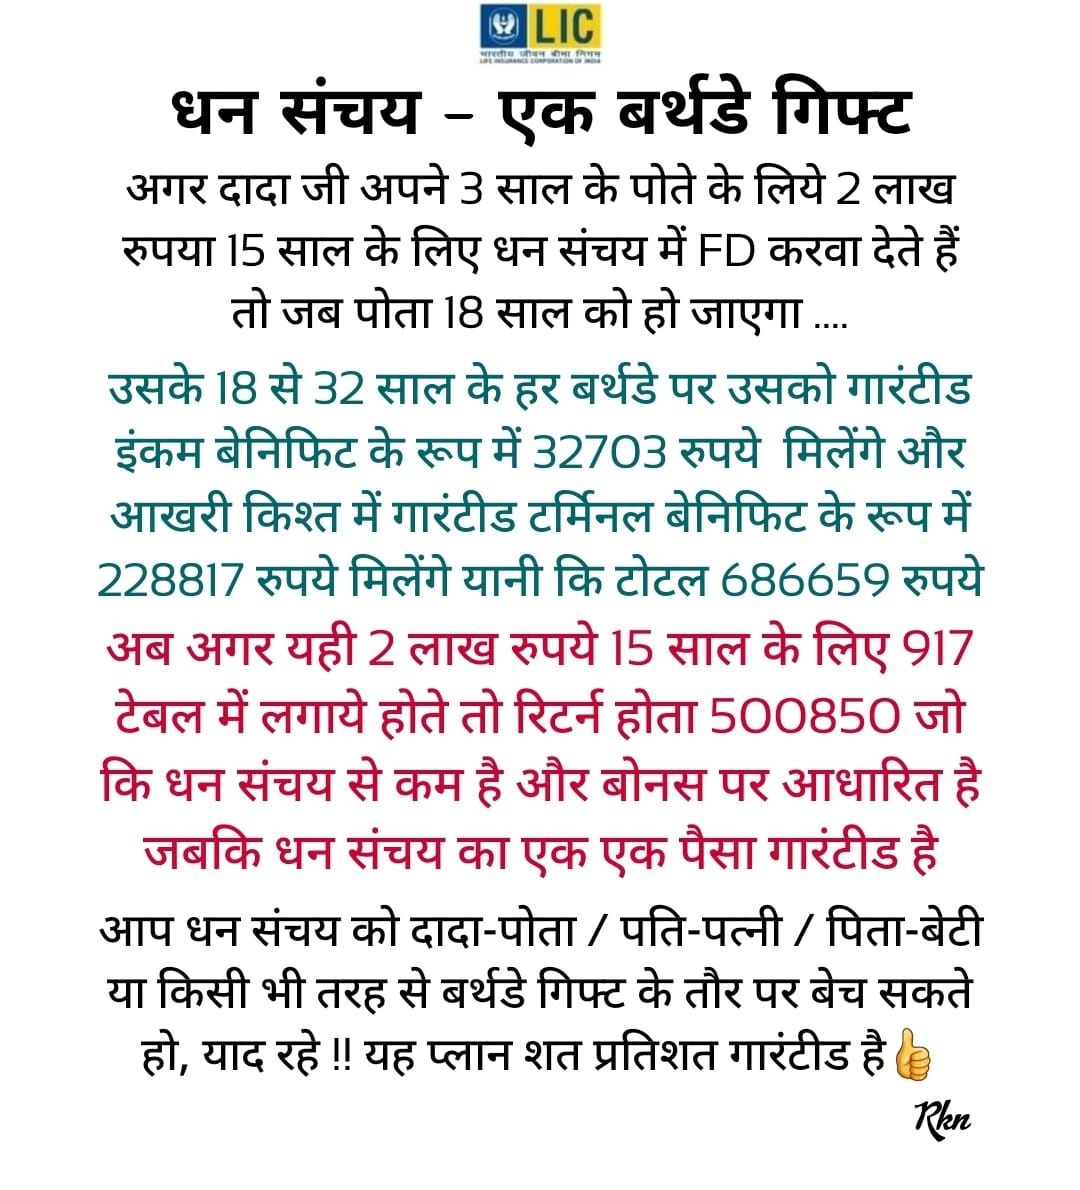 LIC
भारतीय जीवन बीमा निगम
LIFE INSURANCE CORPORATION OF INDIA
धन संचय – एक बर्थडे गिफ्ट
अगर दादा जी अपने 3 साल के पोते के लिये 2 लाख
रुपया 15 साल के लिए धन संचय में FD करवा देते हैं
तो जब पोता 18 साल को हो जाएगा ....
उसके 18 से 32 साल के हर बर्थडे पर उसको गारंटीड
इंकम बेनिफिट के रूप में 32703 रुपये मिलेंगे और
आखरी किश्त में गारंटीड टर्मिनल बेनिफिट के रूप में
228817 रुपये मिलेंगे यानी कि टोटल 686659 रुपये
अब अगर यही 2 लाख रुपये 15 साल के लिए 917
टेबल में लगाये होते तो रिटर्न होता 500850 जो
कि धन संचय से कम है और बोनस पर आधारित है
जबकि धन संचय का एक एक पैसा गारंटीड है
आप धन संचय को दादा-पोता / पति-पत्नी / पिता-बेटी
या किसी भी तरह से बर्थडे गिफ्ट के तौर पर बेच सकते
हो, याद रहे !! यह प्लान शत प्रतिशत गारंटीड है👍
Rkn